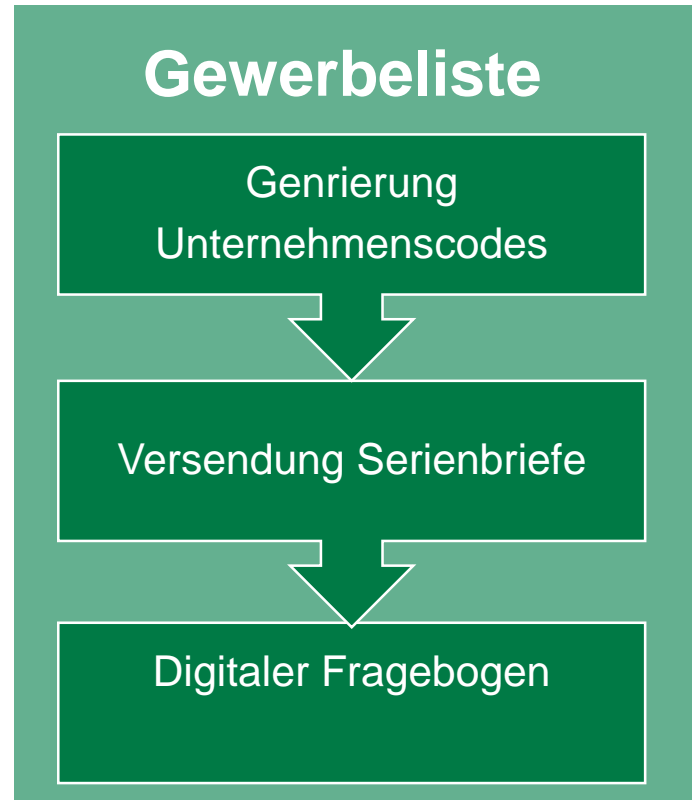 Gewerbeliste
Genrierung
Unternehmenscodes
Versendung Serienbriefe
Digitaler Fragebogen